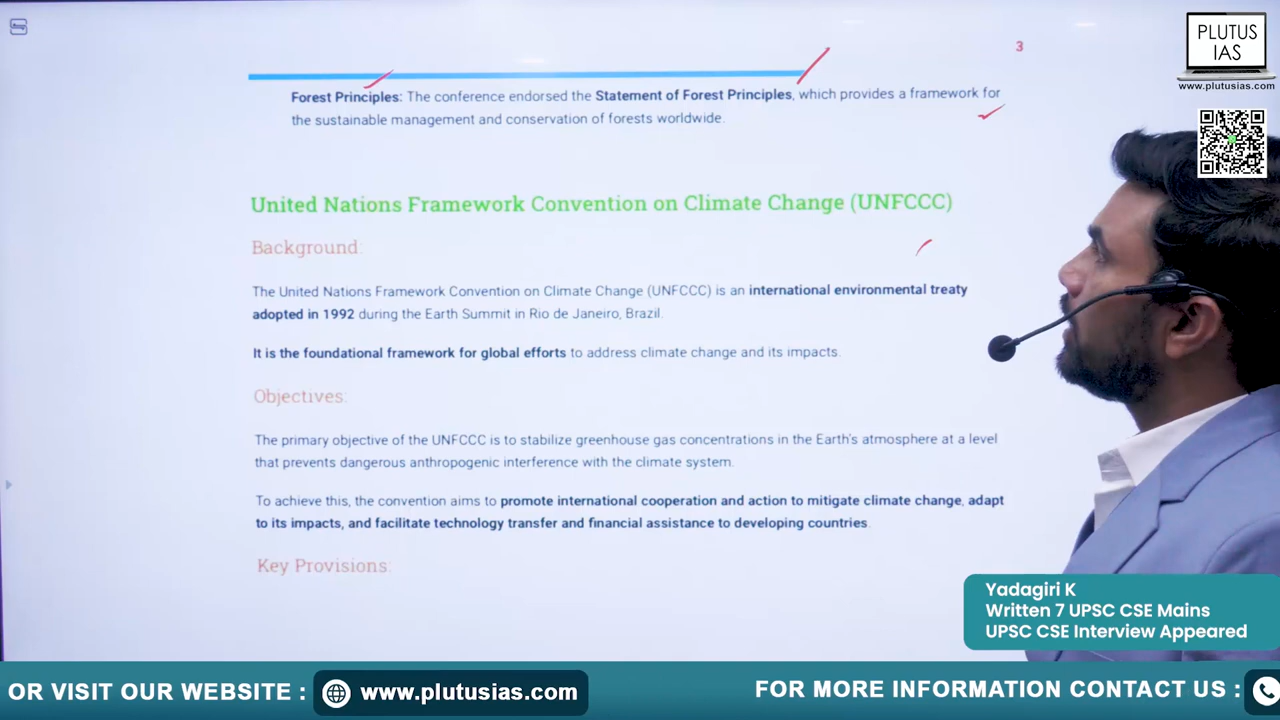 3
PLUTUS
IAS
www.plutusias.com
Forest Principles: The conference endorsed the Statement of Forest Principles, which provides a framework for
the sustainable management and conservation of forests worldwide.
United Nations Framework Convention on Climate Change (UNFCCC)
Background:
The United Nations Framework Convention on Climate Change (UNFCCC) is an international environmental treaty
adopted in 1992 during the Earth Summit in Rio de Janeiro, Brazil.
It is the foundational framework for global efforts to address climate change and its impacts.
Objectives:
The primary objective of the UNFCCC is to stabilize greenhouse gas concentrations in the Earth's atmosphere at a level
that prevents dangerous anthropogenic interference with the climate system.
To achieve this, the convention aims to promote international cooperation and action to mitigate climate change, adapt
to its impacts, and facilitate technology transfer and financial assistance to developing countries.
Key Provisions:
Yadagiri K
Written 7 UPSC CSE Mains
UPSC CSE Interview Appeared
OR VISIT OUR WEBSITE : www.plutusias.com
FOR MORE INFORMATION CONTACT US :